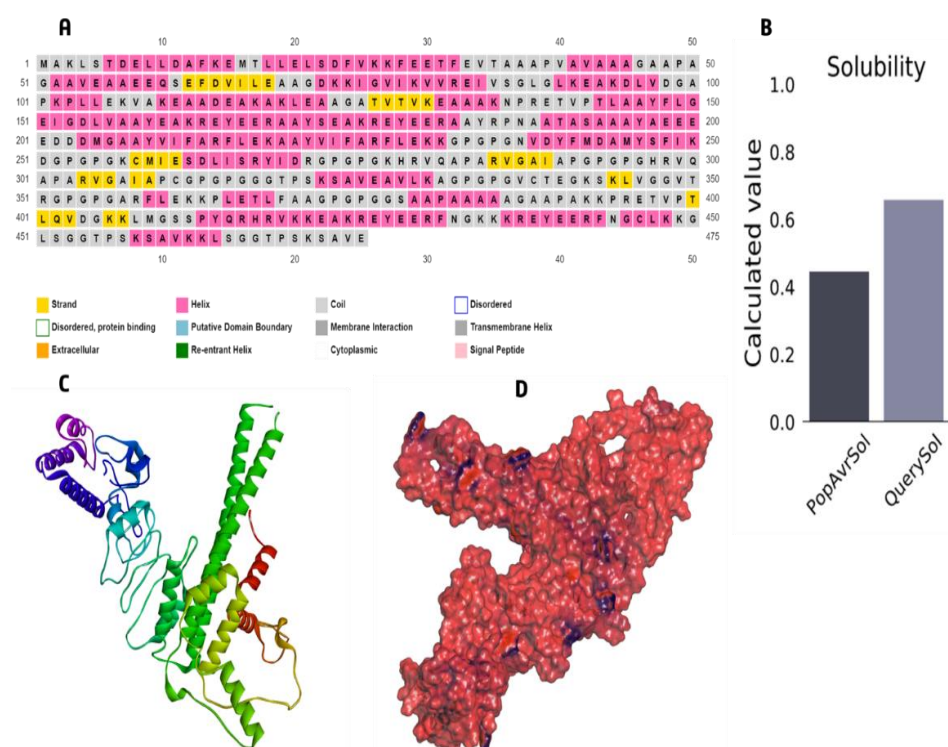 A
10 20 30 40 50
1 M A K L S T D E L L D A F K E M T L L E L S D F V K K F E E T F E V T A A A P V A V A A A G A A P A 50
51 G A A V E A A E E Q S E F D V I L E A A G D K K I G V I K V V R E I V S G L G L K E A K D L V D G A 100
101 P K P L L E K V A K E A A D E A K A K L E A A G A T V T V K E A A A K N P R E T V P T L A A Y F L G 150
151 E I G D L V A A Y E A K R E Y E E R A A Y S E A K R E Y E E R A A Y R P N A A T A S A A A Y A E E E 200
201 E D D D M G A A Y V I F A R F L E K A A Y V I F A R F L E K K G P G P G N V D Y F M D A M Y S F I K 250
251 D G P G P G K C M I E S D L I S R Y I D R G P G P G K H R V Q A P A R V G A I A P G P G P G H R V Q 300
301 A P A R V G A I A P C G P G P G G G T P S K S A V E A V L K A G P G P G V C T E G K S K L V G G V T 350
351 R G P G P G A R F L E K K P L E T L F A A G P G P G G S A A P A A A A A G A A P A K K P R E T V P T 400
401 L Q V D G K K L M G S S P Y Q R H R V K K E A K R E Y E E R F N G K K K R E Y E E R F N G C L K K G 450
451 L S G G T P S K S A V K K L S G G T P S K S A V E 475
10 20 30 40 50
Strand Helix Coil Disordered
Disordered, protein binding Putative Domain Boundary Membrane Interaction Transmembrane Helix
Extracellular Re-entrant Helix Cytoplasmic Signal Peptide
B
Solubility
Calculated value
1.0
0.8
0.6
0.4
0.2
0.0
PopAvrSol
QuerySol
C
D